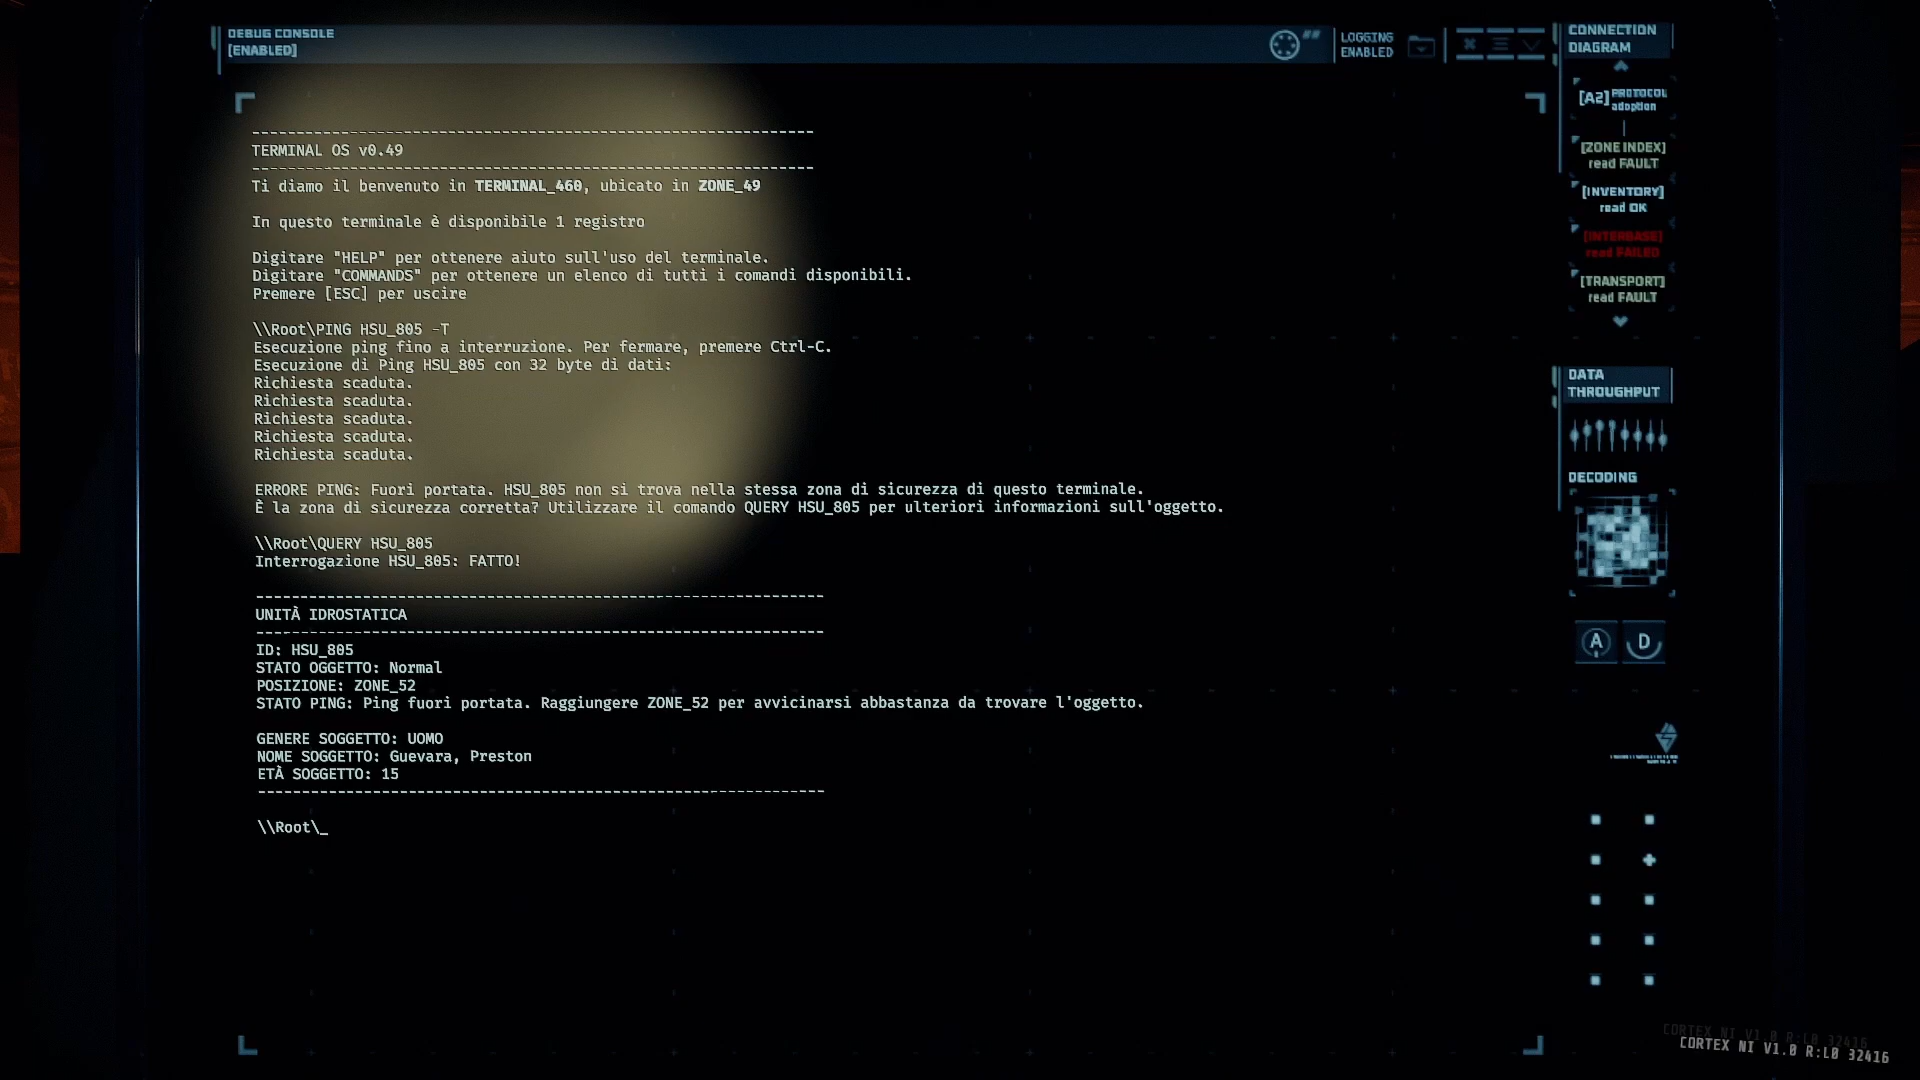 DEBUG CONSOLE
[ENABLED]
LOGGING
ENABLED
----------------------------------------------------------------
TERMINAL OS v0.49
----------------------------------------------------------------
Ti diamo il benvenuto in TERMINAL_460, ubicato in ZONE_49
In questo terminale è disponibile 1 registro
Digitare "HELP" per ottenere aiuto sull'uso del terminale.
Digitare "COMMANDS" per ottenere un elenco di tutti i comandi disponibili.
Premere [ESC] per uscire
\\Root\PING HSU_805 -T
Esecuzione ping fino a interruzione. Per fermare, premere Ctrl-C.
Esecuzione di Ping HSU_805 con 32 byte di dati:
Richiesta scaduta.
Richiesta scaduta.
Richiesta scaduta.
Richiesta scaduta.
Richiesta scaduta.
ERRORE PING: Fuori portata. HSU_805 non si trova nella stessa zona di sicurezza di questo terminale.
È la zona di sicurezza corretta? Utilizzare il comando QUERY HSU_805 per ulteriori informazioni sull'oggetto.
\\Root\QUERY HSU_805
Interrogazione HSU_805: FATTO!
----------------------------------------------------------------
UNITÀ IDROSTATICA
----------------------------------------------------------------
ID: HSU_805
STATO OGGETTO: Normal
POSIZIONE: ZONE_52
STATO PING: Ping fuori portata. Raggiungere ZONE_52 per avvicinarsi abbastanza da trovare l'oggetto.
GENERE SOGGETTO: UOMO
NOME SOGGETTO: Guevara, Preston
ETÀ SOGGETTO: 15
----------------------------------------------------------------
\\Root\_
CONNECTION
DIAGRAM
[A2] PROTOCOL
adoption
[ZONE INDEX]
read FAULT
[INVENTORY]
read OK
[INTERBASE]
read FAILED
[TRANSPORT]
read FAULT
DATA
THROUGHPUT
DECODING
A D
CORTEX NI V1.0 R:L0 32416
CORTEX NI V1.0 R:L0 32416